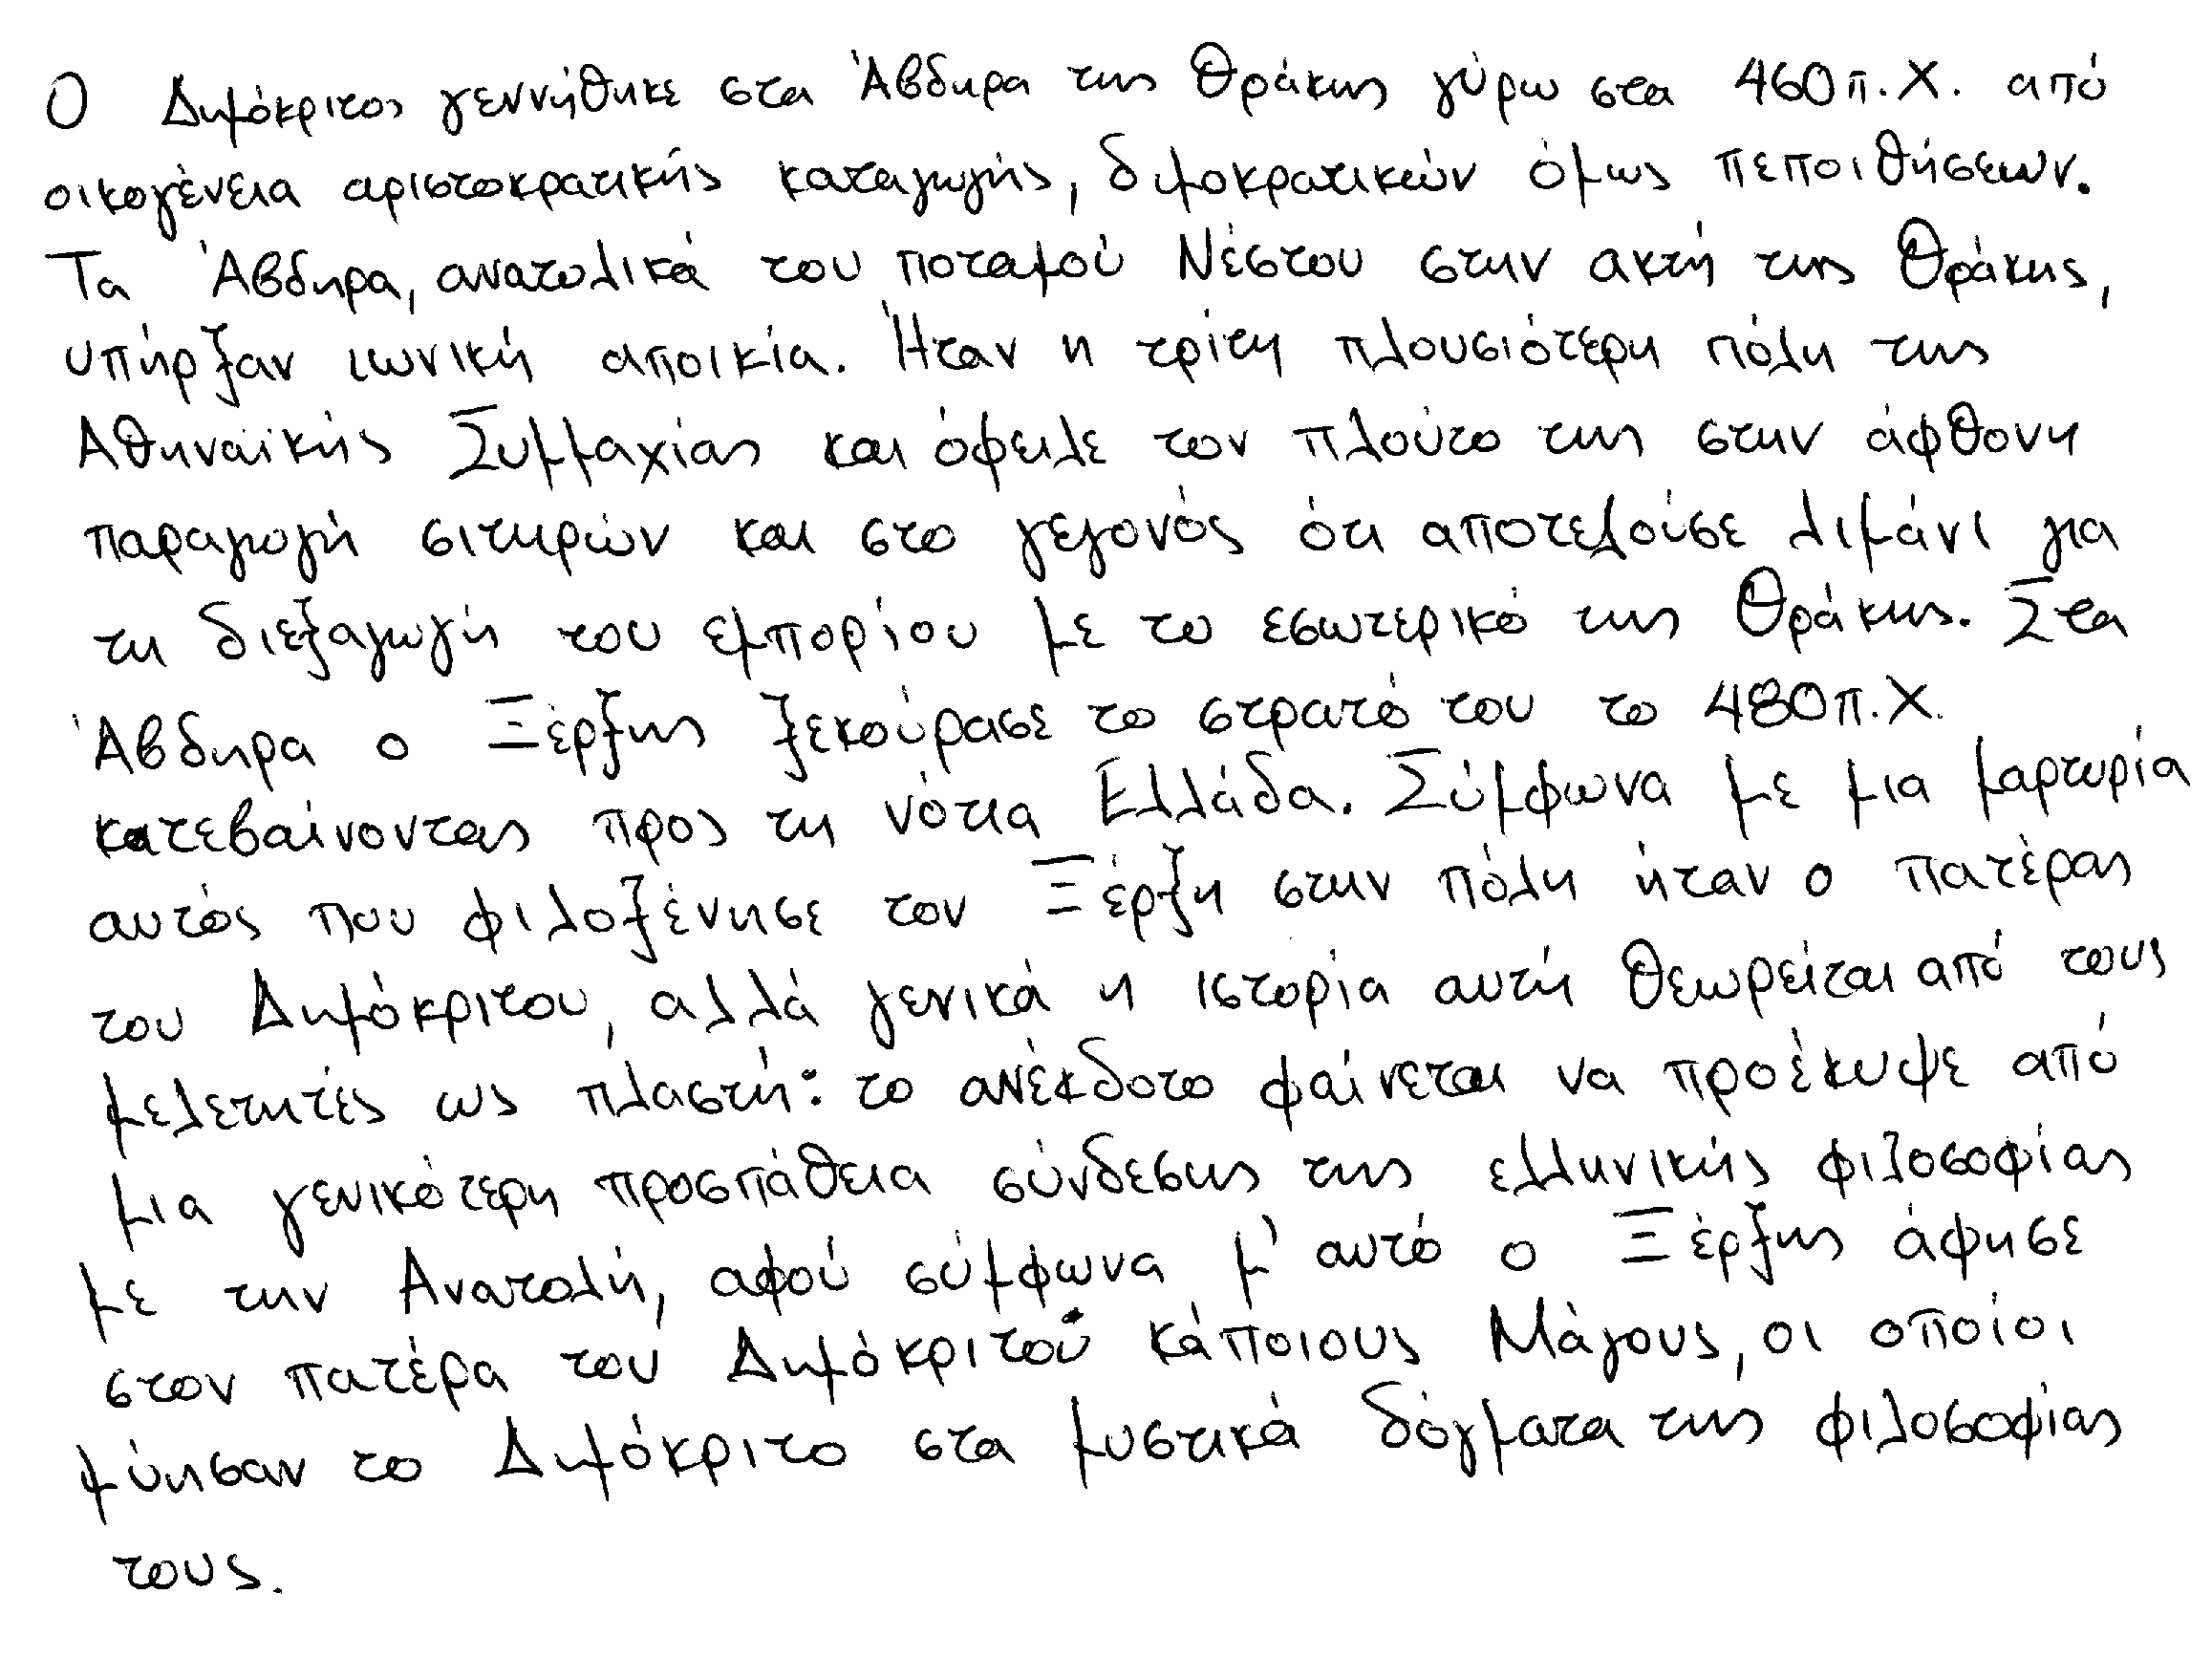 Ο Δημόκριτος γεννήθηκε στα Άβδηρα της Θράκης γύρω στα 460π.Χ. από
οικογένεια αριστοκρατικής καταγωγής, διμοκρατικών όμως πεποιθήσεων.
Τα Άβδηρα, ανατολικά του ποταμού Νέστου στην ακτή της Θράκης,
υπήρξαν ιωνική αποικία. Ήταν η τρίτη πλουσιότερη πόλη της
Αθηναϊκής Συμμαχίας και όφειλε τον πλούτο της στην άφθονη
παραγωγή σιτηρών και στο γεγονός ότι αποτελούσε λιμάνι για
τη διεξαγωγή του εμπορίου με το εσωτερικό της Θράκης. Στα
Άβδηρα ο Ξέρξης ξεκούρασε το στρατό του το 480π.Χ.
κατεβαίνοντας προς τη νότια Ελλάδα. Σύμφωνα με μια μαρτυρία
αυτός που φιλοξένησε τον Ξέρξη στην πόλη ήταν ο πατέρας
του Δημόκριτου, αλλά γενικά η ιστορία αυτή θεωρείται από τους
μελετητές ως πλαστή: το ανέκδοτο φαίνεται να προέκυψε από
μια γενικότερη προσπάθεια σύνδεσης της ελληνικής φιλοσοφίας
με την Ανατολή, αφού σύμφωνα μ' αυτό ο Ξέρξης άφησε
στον πατέρα του Δημόκριτου κάποιους Μάγους, οι οποίοι
μύησαν το Δημόκριτο στα μυστικά δόγματα της φιλοσοφίας
τους.